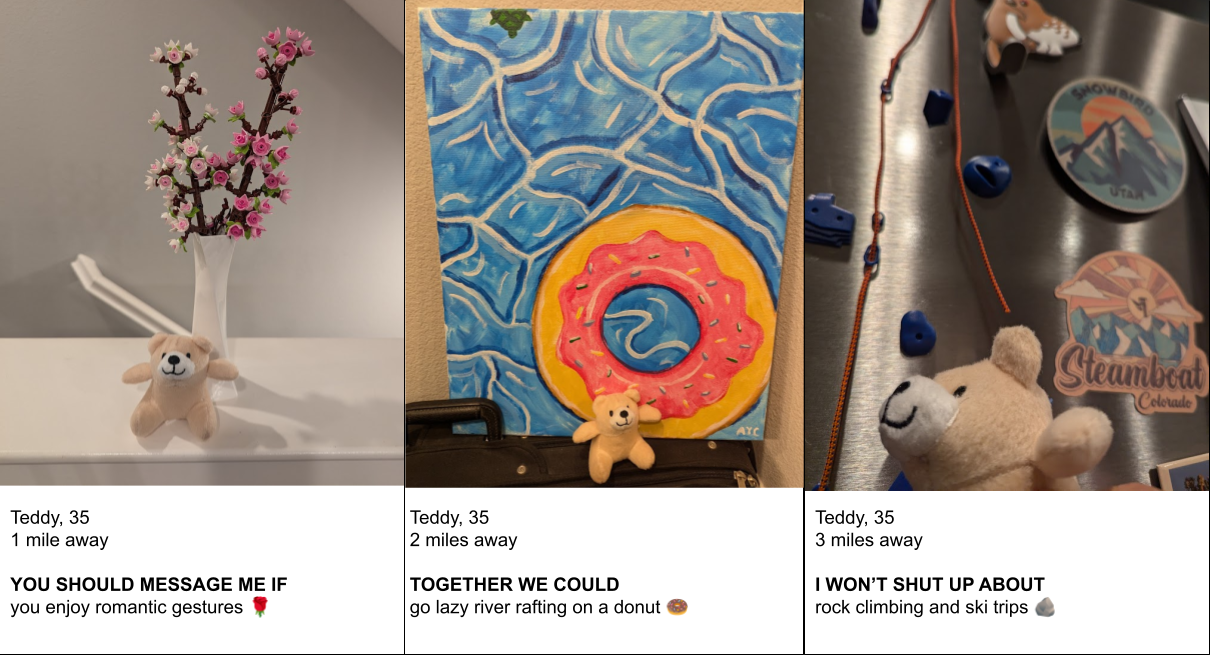 ATC
SNOWBIRD
UTAH
Steamboat
Colorado
Teddy, 35
1 mile away
YOU SHOULD MESSAGE ME IF
you enjoy romantic gestures 🌹
Teddy, 35
2 miles away
TOGETHER WE COULD
go lazy river rafting on a donut 🍩
Teddy, 35
3 miles away
I WON’T SHUT UP ABOUT
rock climbing and ski trips 🪨